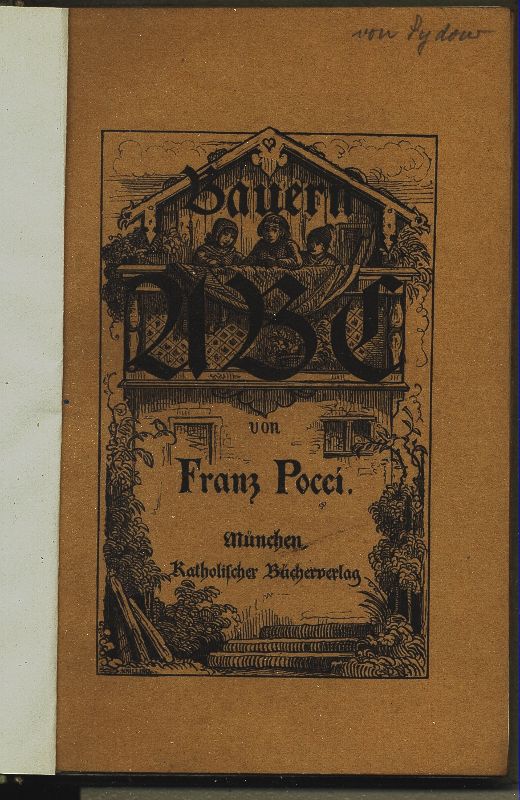 von Sydow
Bauern
ABC
von
Franz Pocci.
München.
Katholischer Bücherverlag